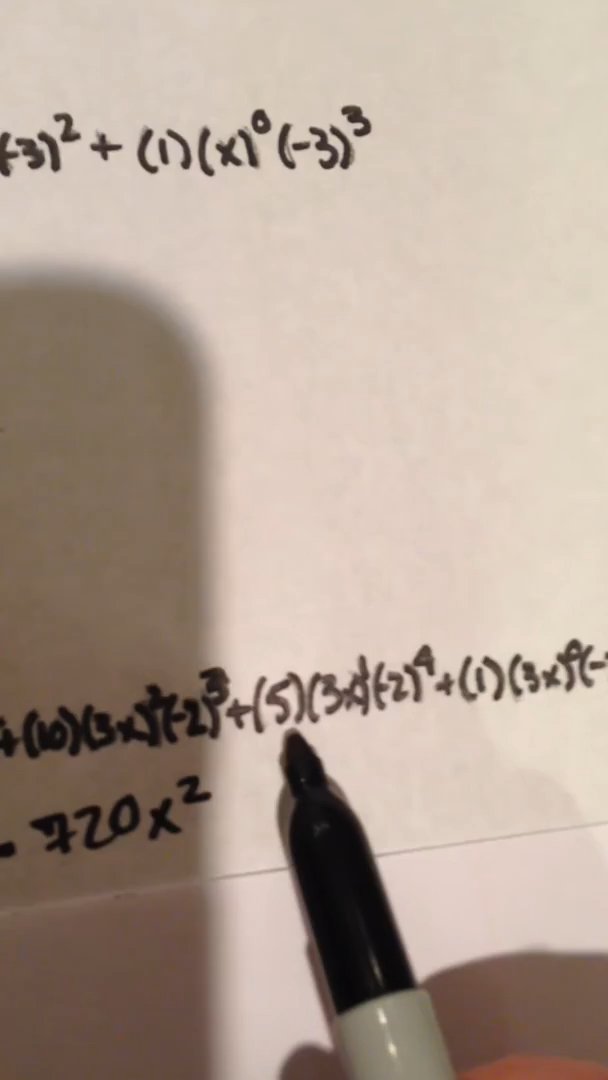 -3)² + (1)(x)⁰(-3)³
+(10)(3x)²(-2)³+(5)(3x)¹(-2)⁴+(1)(3x)⁰(-
- 720x²